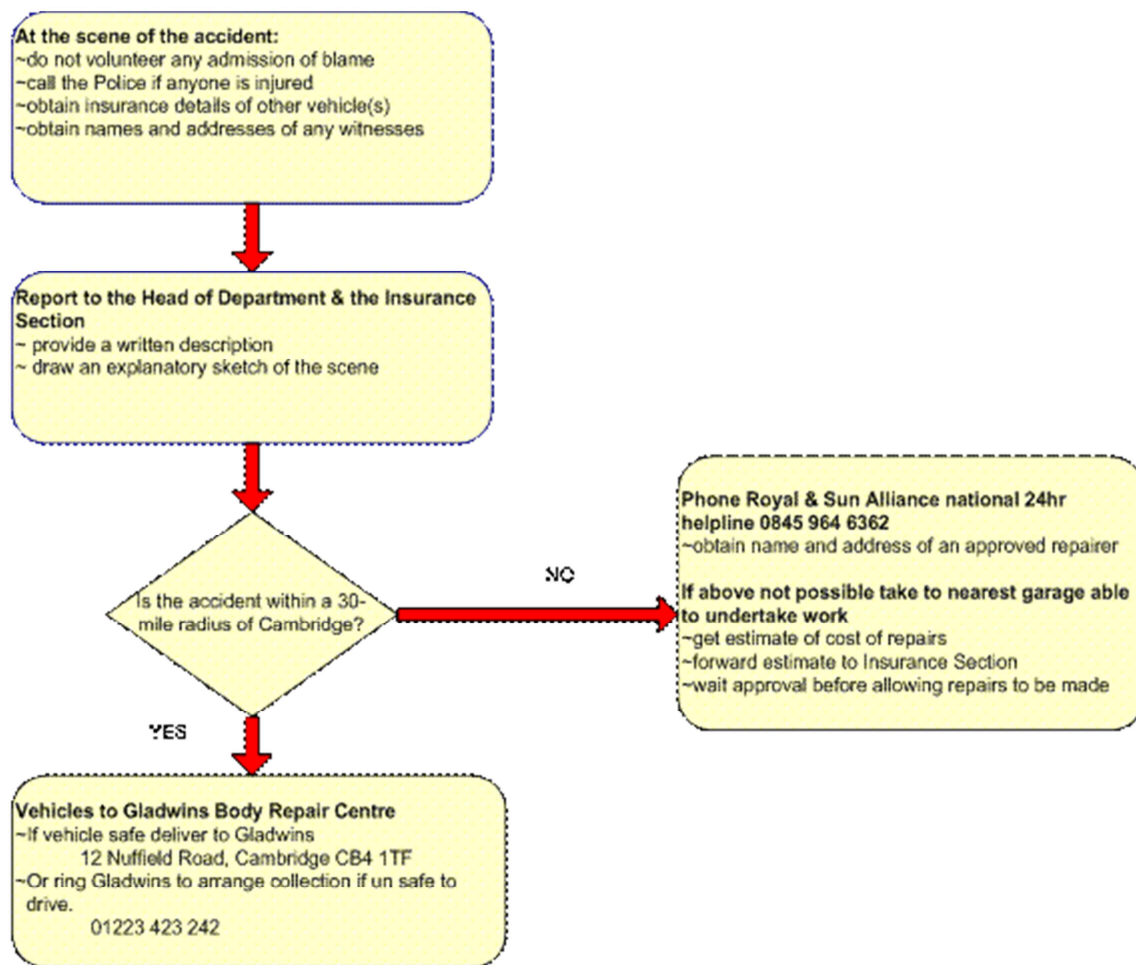 At the scene of the accident:
~do not volunteer any admission of blame
~call the Police if anyone is injured
~obtain insurance details of other vehicle(s)
~obtain names and addresses of any witnesses
Report to the Head of Department & the Insurance
Section
~ provide a written description
~ draw an explanatory sketch of the scene
Is the accident within a 30-
mile radius of Cambridge?
NO
Phone Royal & Sun Alliance national 24hr
helpline 0845 964 6362
~obtain name and address of an approved repairer
If above not possible take to nearest garage able
to undertake work
~get estimate of cost of repairs
~forward estimate to Insurance Section
~wait approval before allowing repairs to be made
YES
Vehicles to Gladwins Body Repair Centre
~If vehicle safe deliver to Gladwins
12 Nuffield Road, Cambridge CB4 1TF
~Or ring Gladwins to arrange collection if un safe to
drive.
01223 423 242